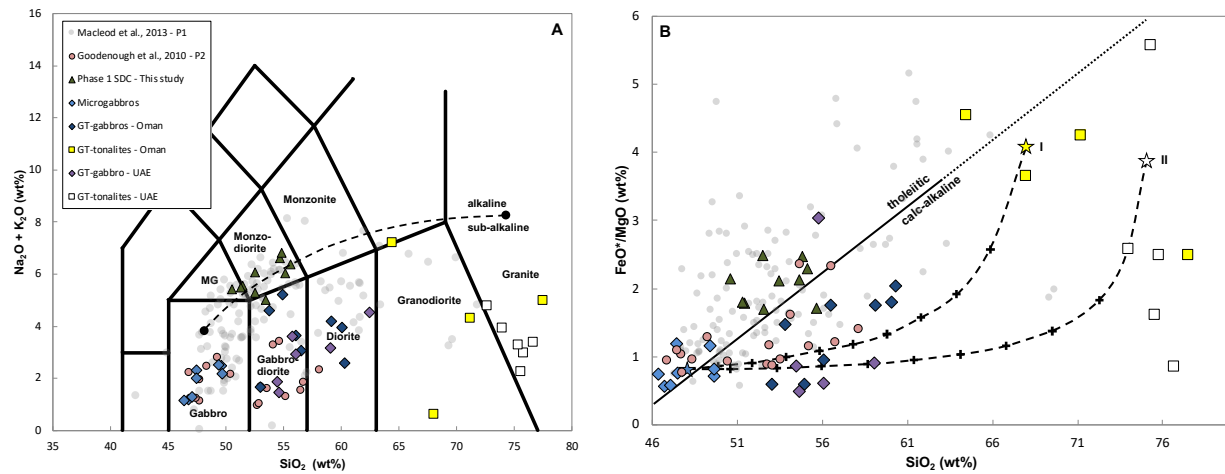 A
B
16
14
12
10
8
6
4
2
0
Na₂O + K₂O (wt%)
Macleod et al., 2013 - P1
Goodenough et al., 2010 - P2
Phase 1 SDC - This study
Microgabbros
GT-gabbros - Oman
GT-tonalites - Oman
GT-gabbro - UAE
GT-tonalites - UAE
Monzonite
Monzo-
diorite
MG
alkaline
sub-alkaline
Granite
Granodiorite
Diorite
Gabbro-
diorite
Gabbro
35 40 45 50 55 60 65 70 75 80
SiO₂ (wt%)
6
5
4
3
2
1
0
FeO*/MgO (wt%)
tholeiitic
calc-alkaline
I
II
46 51 56 61 66 71 76
SiO₂ (wt%)